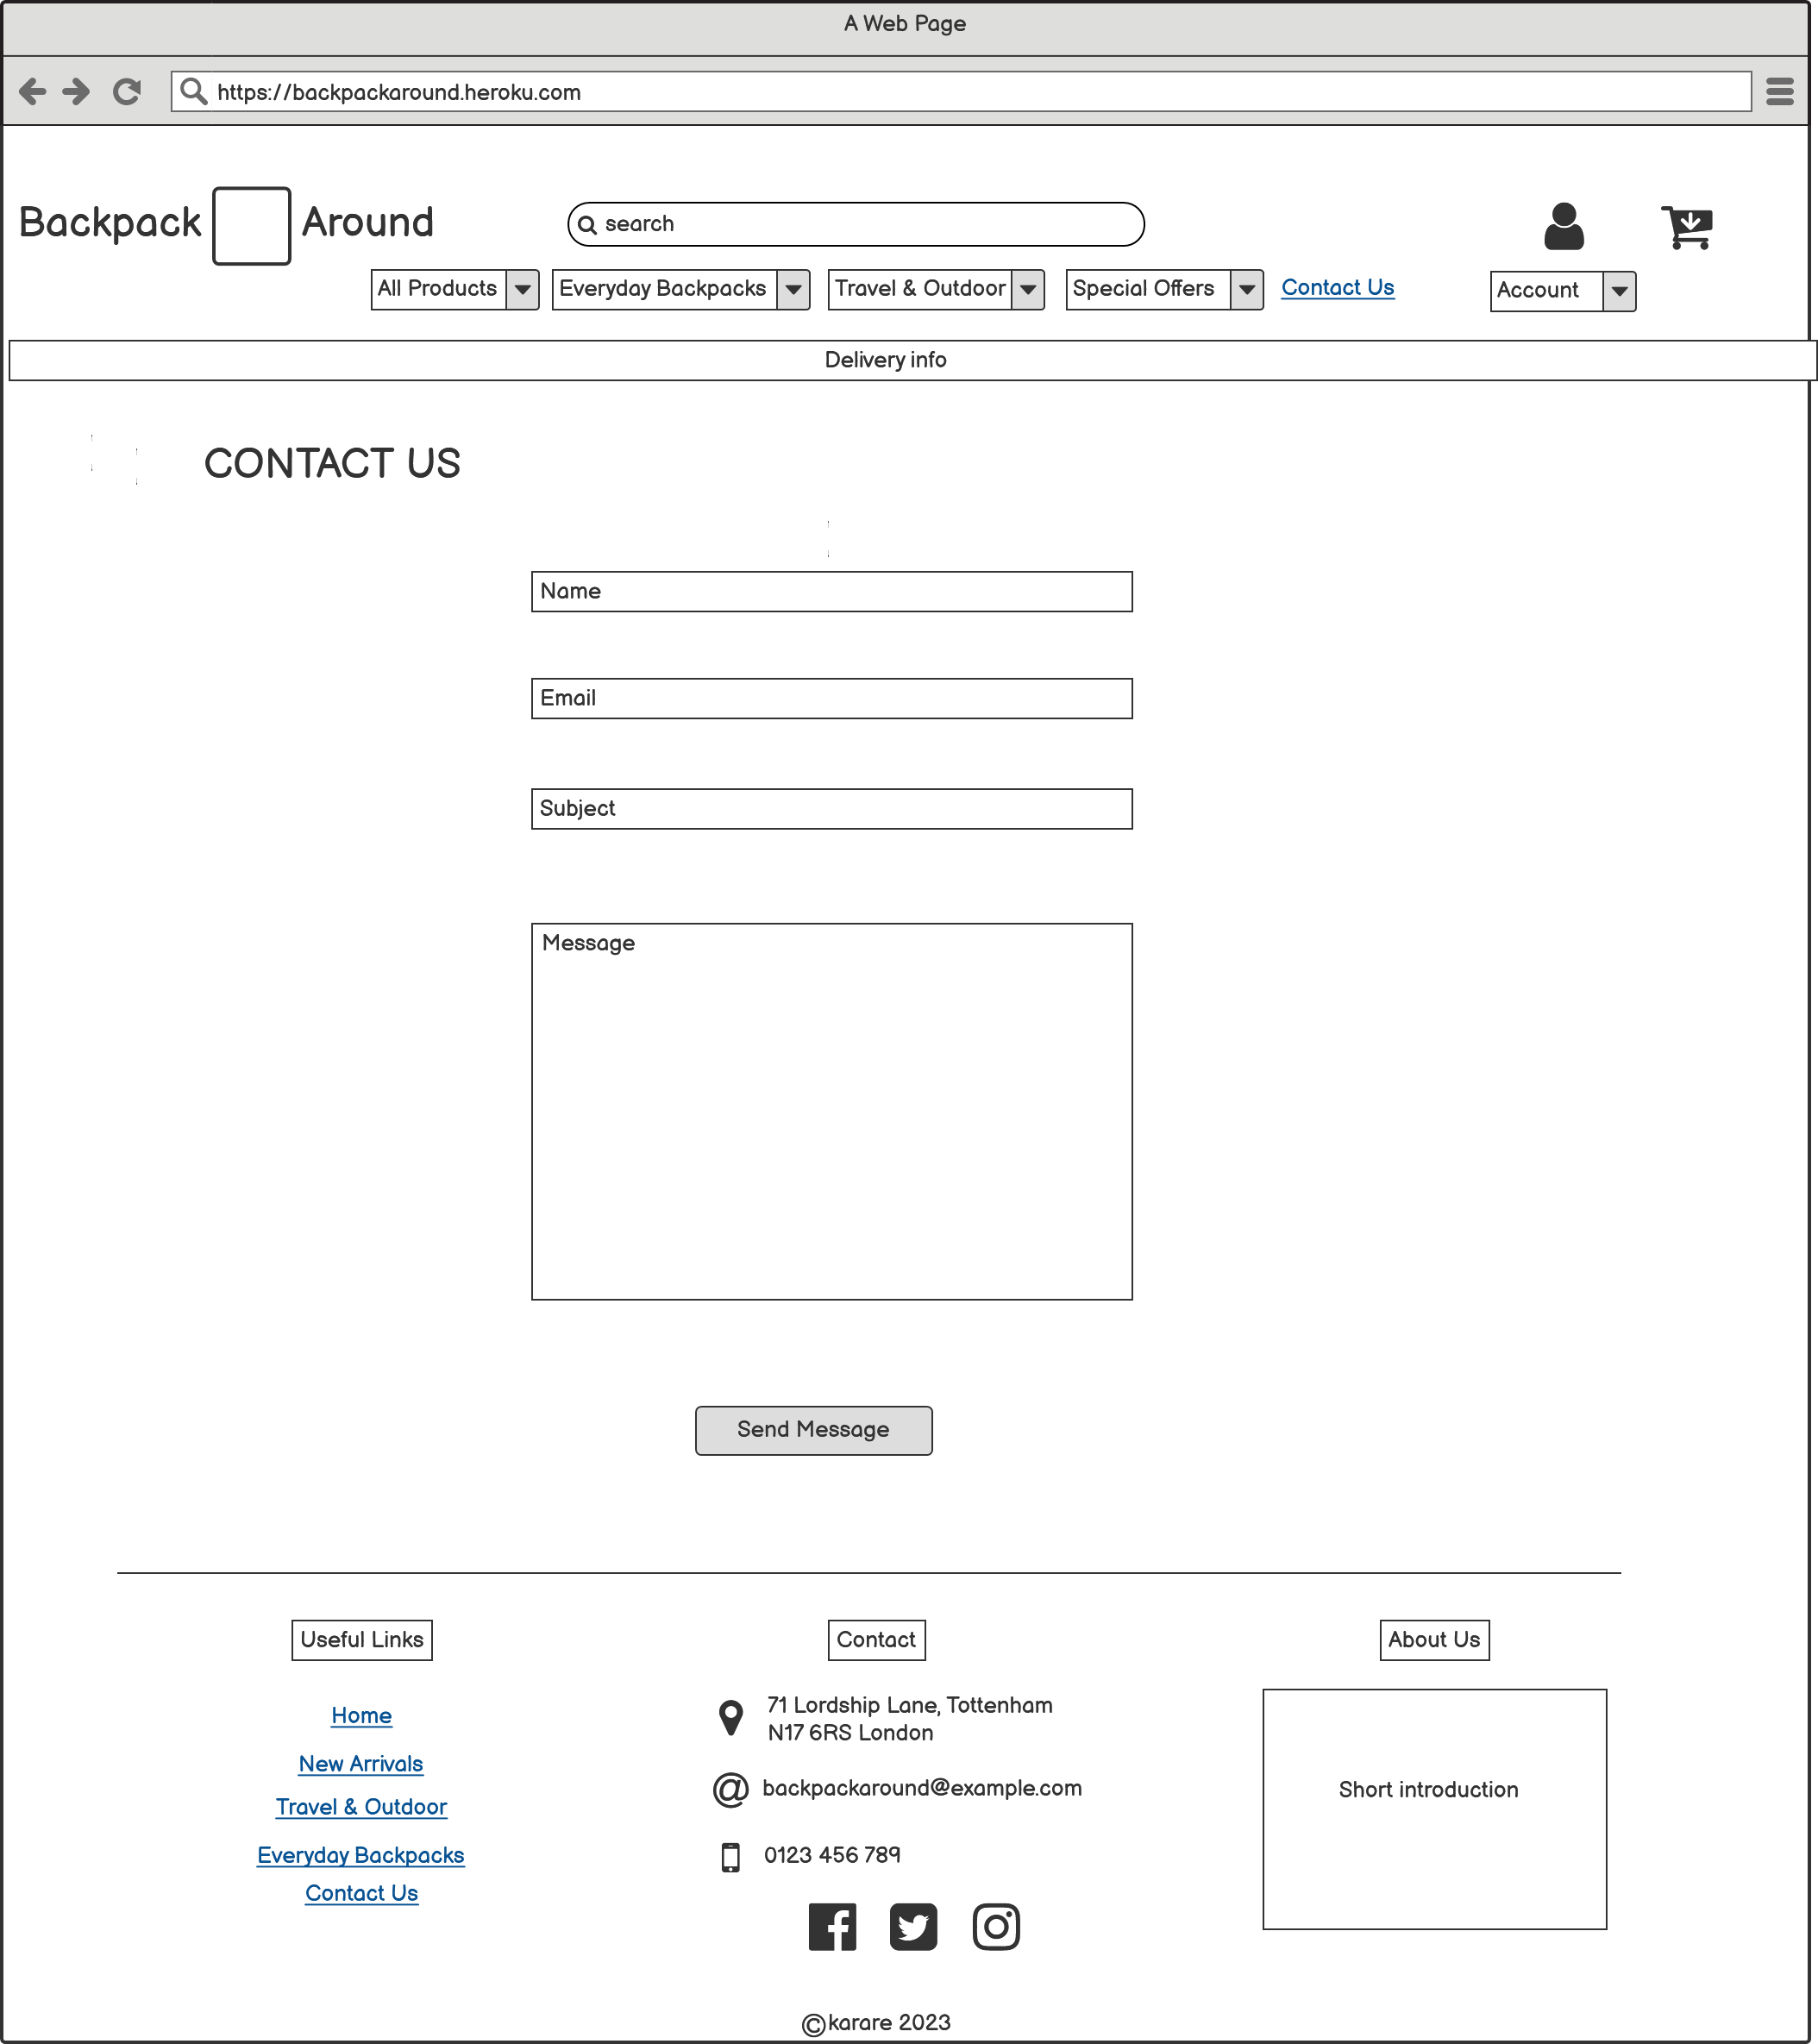 A Web Page
https://backpackaround.heroku.com
Backpack Around
search
All Products
Everyday Backpacks
Travel & Outdoor
Special Offers
Contact Us
Account
Delivery info
CONTACT US
Name
Email
Subject
Message
Send Message
Useful Links
Home
New Arrivals
Travel & Outdoor
Everyday Backpacks
Contact Us
Contact
71 Lordship Lane, Tottenham
N17 6RS London
@ backpackaround@example.com
0123 456 789
About Us
Short introduction
©karare 2023